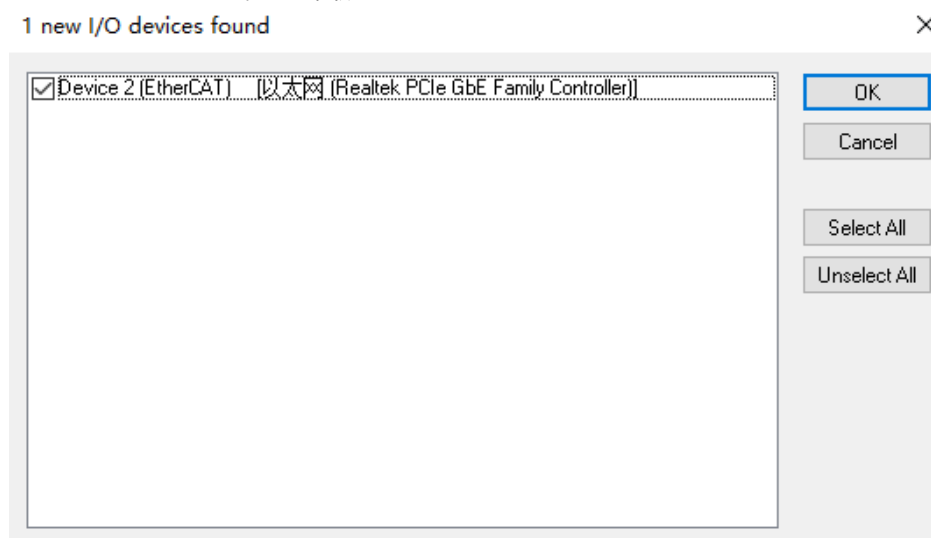 1 new I/O devices found
Device 2 (EtherCAT) [以太网 (Realtek PCIe GbE Family Controller)]
OK
Cancel
Select All
Unselect All